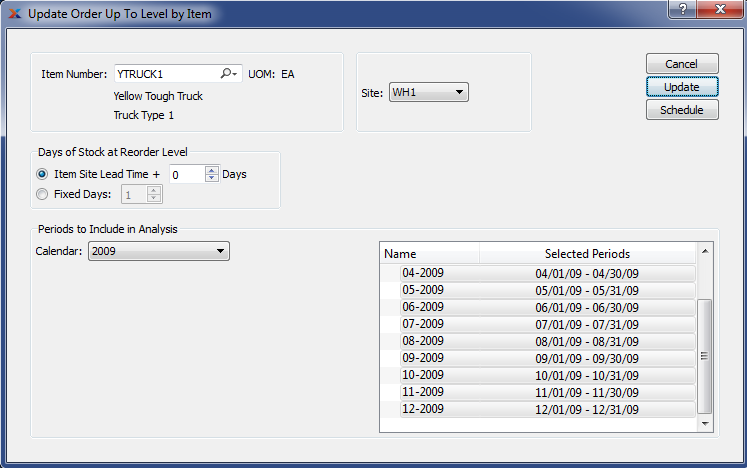 Update Order Up To Level by Item
Item Number: YTRUCK1 UOM: EA
Yellow Tough Truck
Truck Type 1
Site: WH1
Cancel
Update
Schedule
Days of Stock at Reorder Level
Item Site Lead Time + 0 Days
Fixed Days: 1
Periods to Include in Analysis
Calendar: 2009
Name Selected Periods
04-2009 04/01/09 - 04/30/09
05-2009 05/01/09 - 05/31/09
06-2009 06/01/09 - 06/30/09
07-2009 07/01/09 - 07/31/09
08-2009 08/01/09 - 08/31/09
09-2009 09/01/09 - 09/30/09
10-2009 10/01/09 - 10/31/09
11-2009 11/01/09 - 11/30/09
12-2009 12/01/09 - 12/31/09